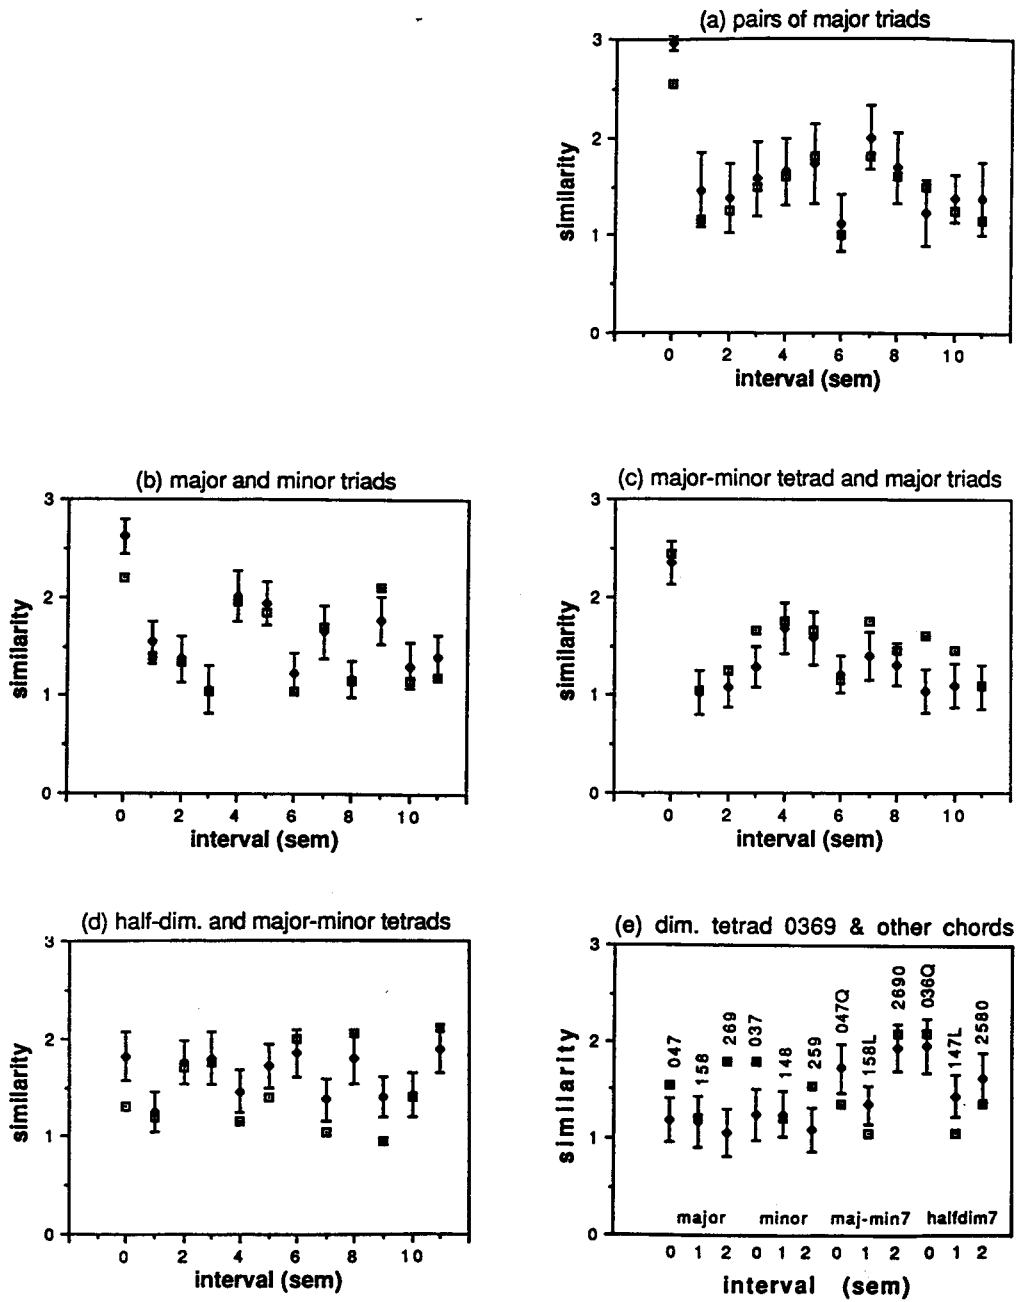 (a) pairs of major triads
3
2
1
0
similarity
0 2 4 6 8 10
interval (sem)
(b) major and minor triads
3
2
1
0
similarity
0 2 4 6 8 10
interval (sem)
(c) major-minor tetrad and major triads
3
2
1
0
similarity
0 2 4 6 8 10
interval (sem)
(d) half-dim. and major-minor tetrads
3
2
1
0
similarity
0 2 4 6 8 10
interval (sem)
(e) dim. tetrad 0369 & other chords
3
2
1
0
similarity
047
158
269
037
148
259
047Q
158L
2690
036Q
147L
2580
major minor maj-min7 halfdim7
0 1 2 0 1 2 0 1 2 0 1 2
interval (sem)